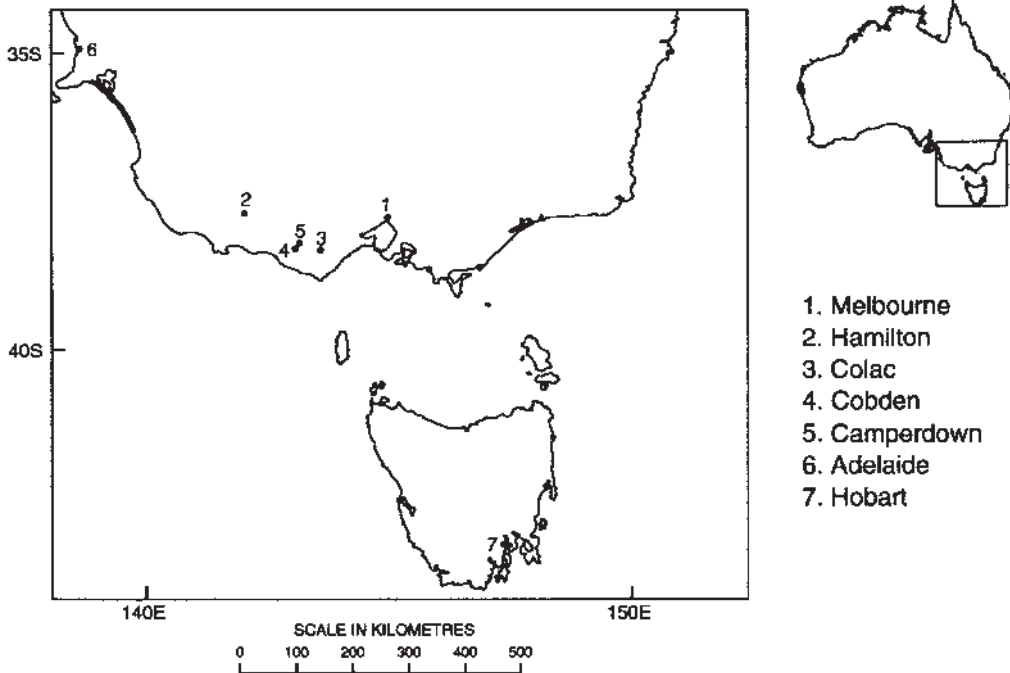 35S
6
2
1
5
4
3
40S
7
140E
150E
SCALE IN KILOMETRES
0 100 200 300 400 500
1. Melbourne
2. Hamilton
3. Colac
4. Cobden
5. Camperdown
6. Adelaide
7. Hobart